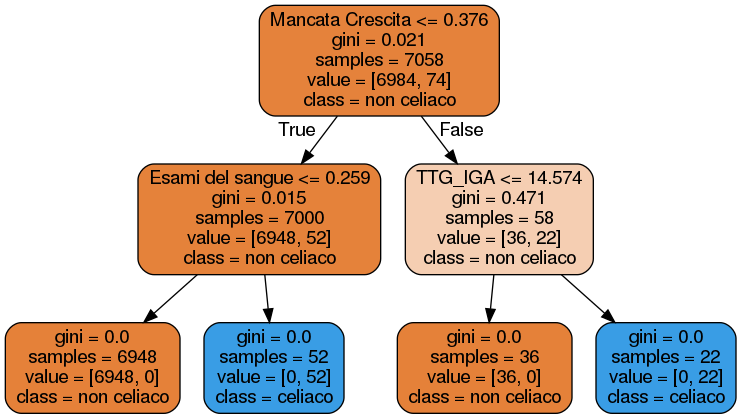 Mancata Crescita <= 0.376
gini = 0.021
samples = 7058
value = [6984, 74]
class = non celiaco
True
False
Esami del sangue <= 0.259
gini = 0.015
samples = 7000
value = [6948, 52]
class = non celiaco
TTG_IGA <= 14.574
gini = 0.471
samples = 58
value = [36, 22]
class = non celiaco
gini = 0.0
samples = 6948
value = [6948, 0]
class = non celiaco
gini = 0.0
samples = 52
value = [0, 52]
class = celiaco
gini = 0.0
samples = 36
value = [36, 0]
class = non celiaco
gini = 0.0
samples = 22
value = [0, 22]
class = celiaco